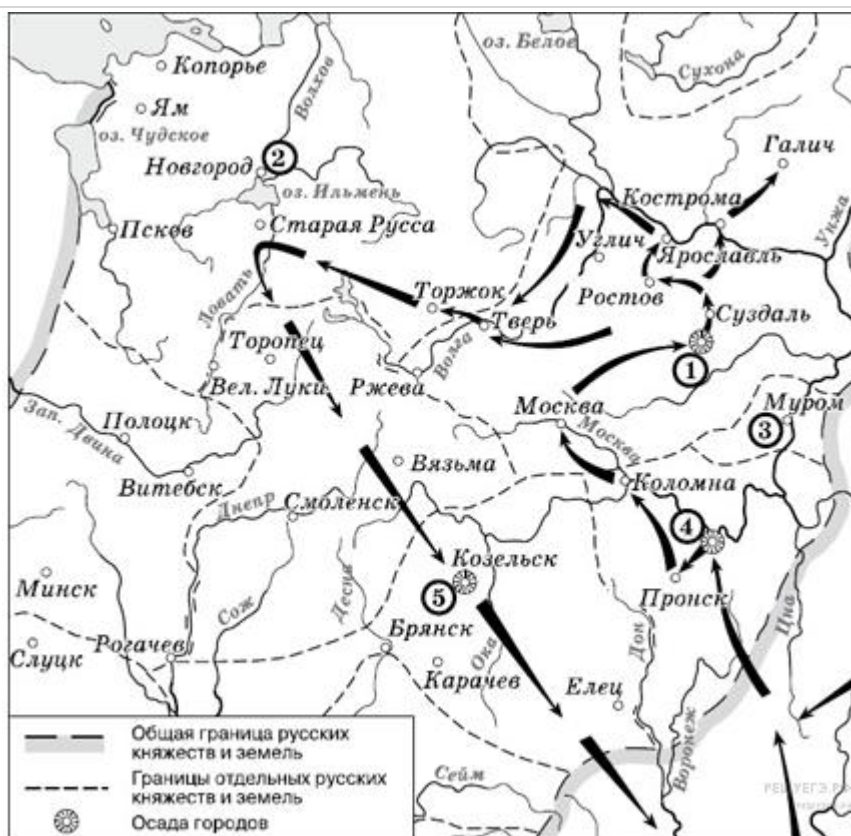 Копорье
оз. Белое
Сухона
Волхов
Ям
оз. Чудское
Галич
Новгород
2
оз. Ильмень
Кострома
Унжа
Псков
Старая Русса
Углич
Ярославль
Ловать
Торжок
Ростов
Тверь
Суздаль
Торопец
Волга
Вел. Луки
Ржева
1
Москва
Муром
Зап. Двина
Полоцк
Москва
3
Вязьма
Витебск
Коломна
Днепр
Смоленск
4
Козельск
Минск
5
Пронск
Сож
Десна
Цна
Слуцк
Рогачев
Брянск
Ока
Дон
Карачев
Елец
Воронеж
Общая граница русских
княжеств и земель
Сейм
Границы отдельных русских
княжеств и земель
Осада городов